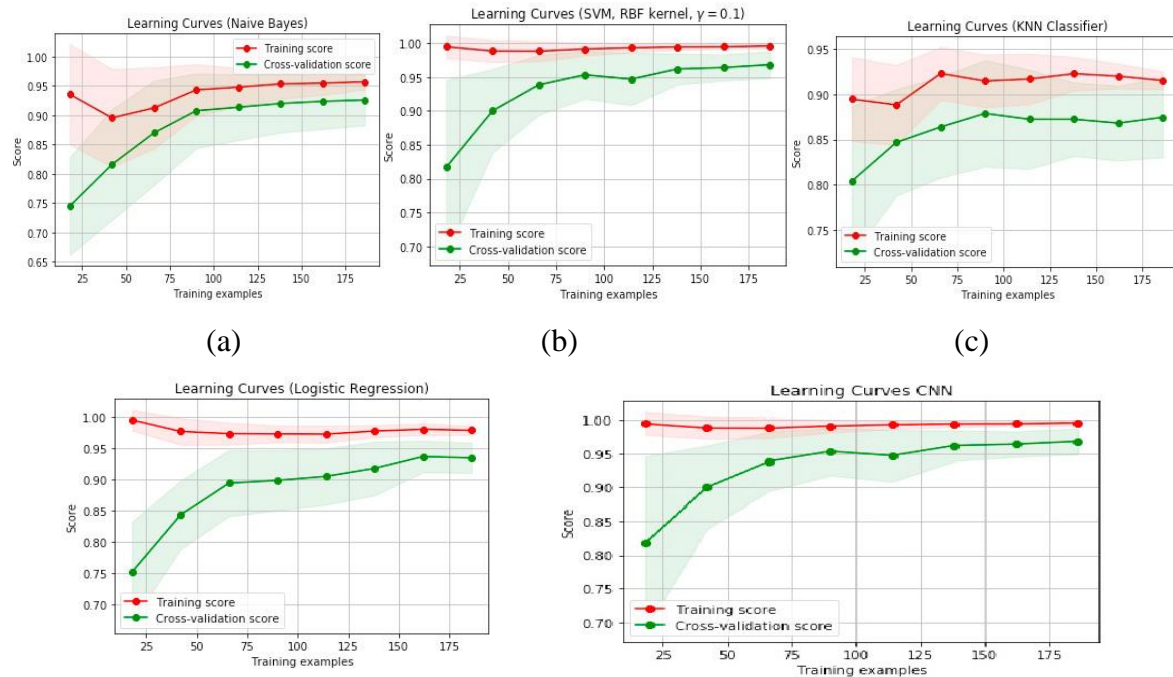 Learning Curves (Naive Bayes)
Training score
Cross-validation score
1.00
0.95
0.90
0.85
0.80
0.75
0.70
0.65
Score
25 50 75 100 125 150 175
Training examples
Learning Curves (SVM, RBF kernel, γ = 0.1)
1.00
0.95
0.90
0.85
0.80
0.75
0.70
Score
Training score
Cross-validation score
25 50 75 100 125 150 175
Training examples
Learning Curves (KNN Classifier)
0.95
0.90
0.85
0.80
0.75
Score
Training score
Cross-validation score
25 50 75 100 125 150 175
Training examples
(a) (b) (c)
Learning Curves (Logistic Regression)
1.00
0.95
0.90
0.85
0.80
0.75
0.70
Score
Training score
Cross-validation score
25 50 75 100 125 150 175
Training examples
Learning Curves CNN
1.00
0.95
0.90
0.85
0.80
0.75
0.70
Score
Training score
Cross-validation score
25 50 75 100 125 150 175
Training examples